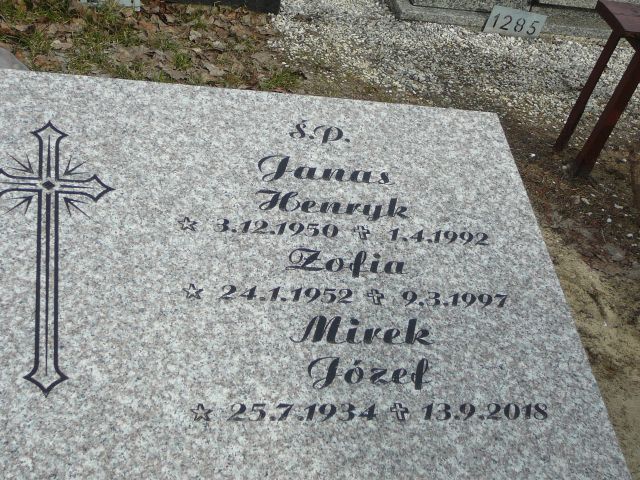 1285
Ś.P.
Janas
Henryk
☆ 3.12.1950 ✞ 1.4.1992
Zofia
☆ 24.1.1952 ✞ 9.3.1997
Mirek
Józef
☆ 25.7.1934 ✞ 13.9.2018